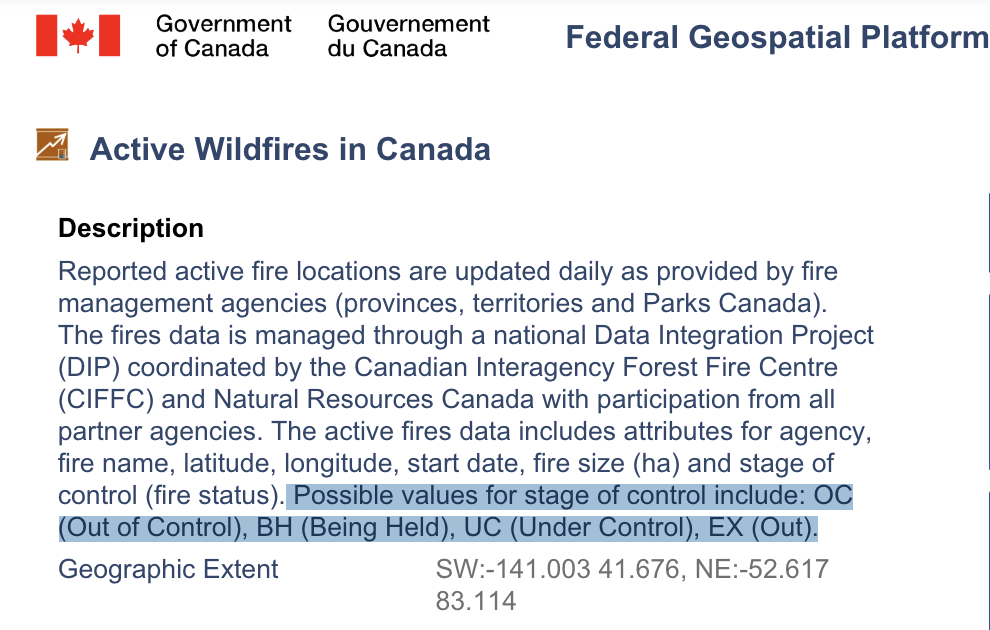 Government of Canada
Gouvernement du Canada
Federal Geospatial Platform
Active Wildfires in Canada
Description
Reported active fire locations are updated daily as provided by fire
management agencies (provinces, territories and Parks Canada).
The fires data is managed through a national Data Integration Project
(DIP) coordinated by the Canadian Interagency Forest Fire Centre
(CIFFC) and Natural Resources Canada with participation from all
partner agencies. The active fires data includes attributes for agency,
fire name, latitude, longitude, start date, fire size (ha) and stage of
control (fire status). Possible values for stage of control include: OC
(Out of Control), BH (Being Held), UC (Under Control), EX (Out).
Geographic Extent SW:-141.003 41.676, NE:-52.617
83.114